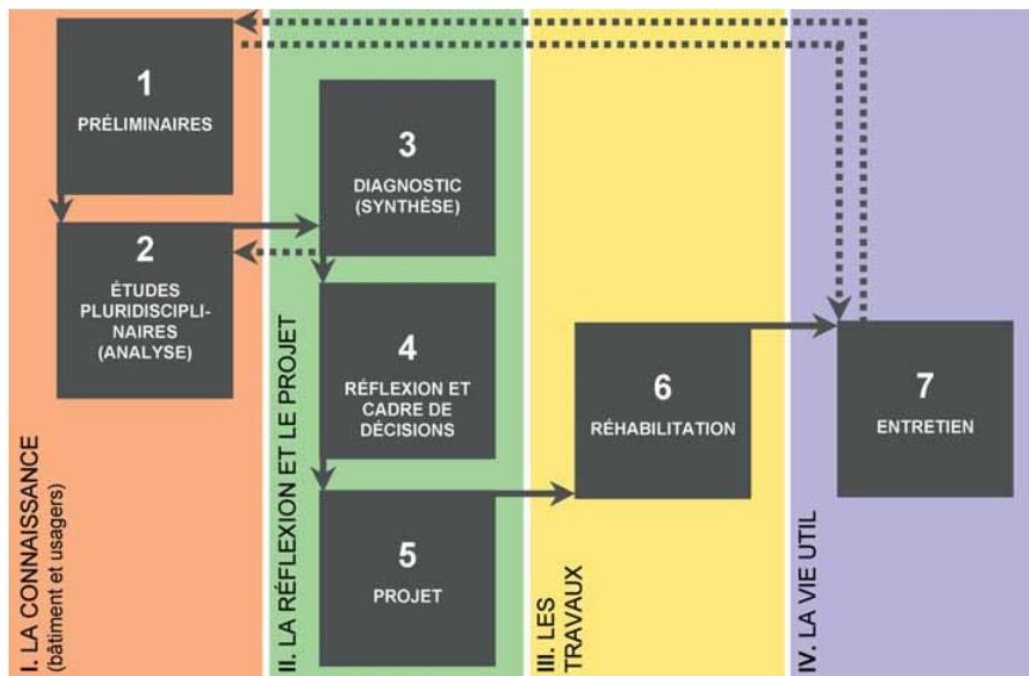 1
PRÉLIMINAIRES
2
ÉTUDES
PLURIDISCIPLI-
NAIRES
(ANALYSE)
I. LA CONNAISSANCE
(bâtiment et usagers)
3
DIAGNOSTIC
(SYNTHÈSE)
4
RÉFLEXION ET
CADRE DE
DÉCISIONS
5
PROJET
II. LA RÉFLEXION ET LE PROJET
6
RÉHABILITATION
III. LES
TRAVAUX
7
ENTRETIEN
IV. LA VIE UTIL